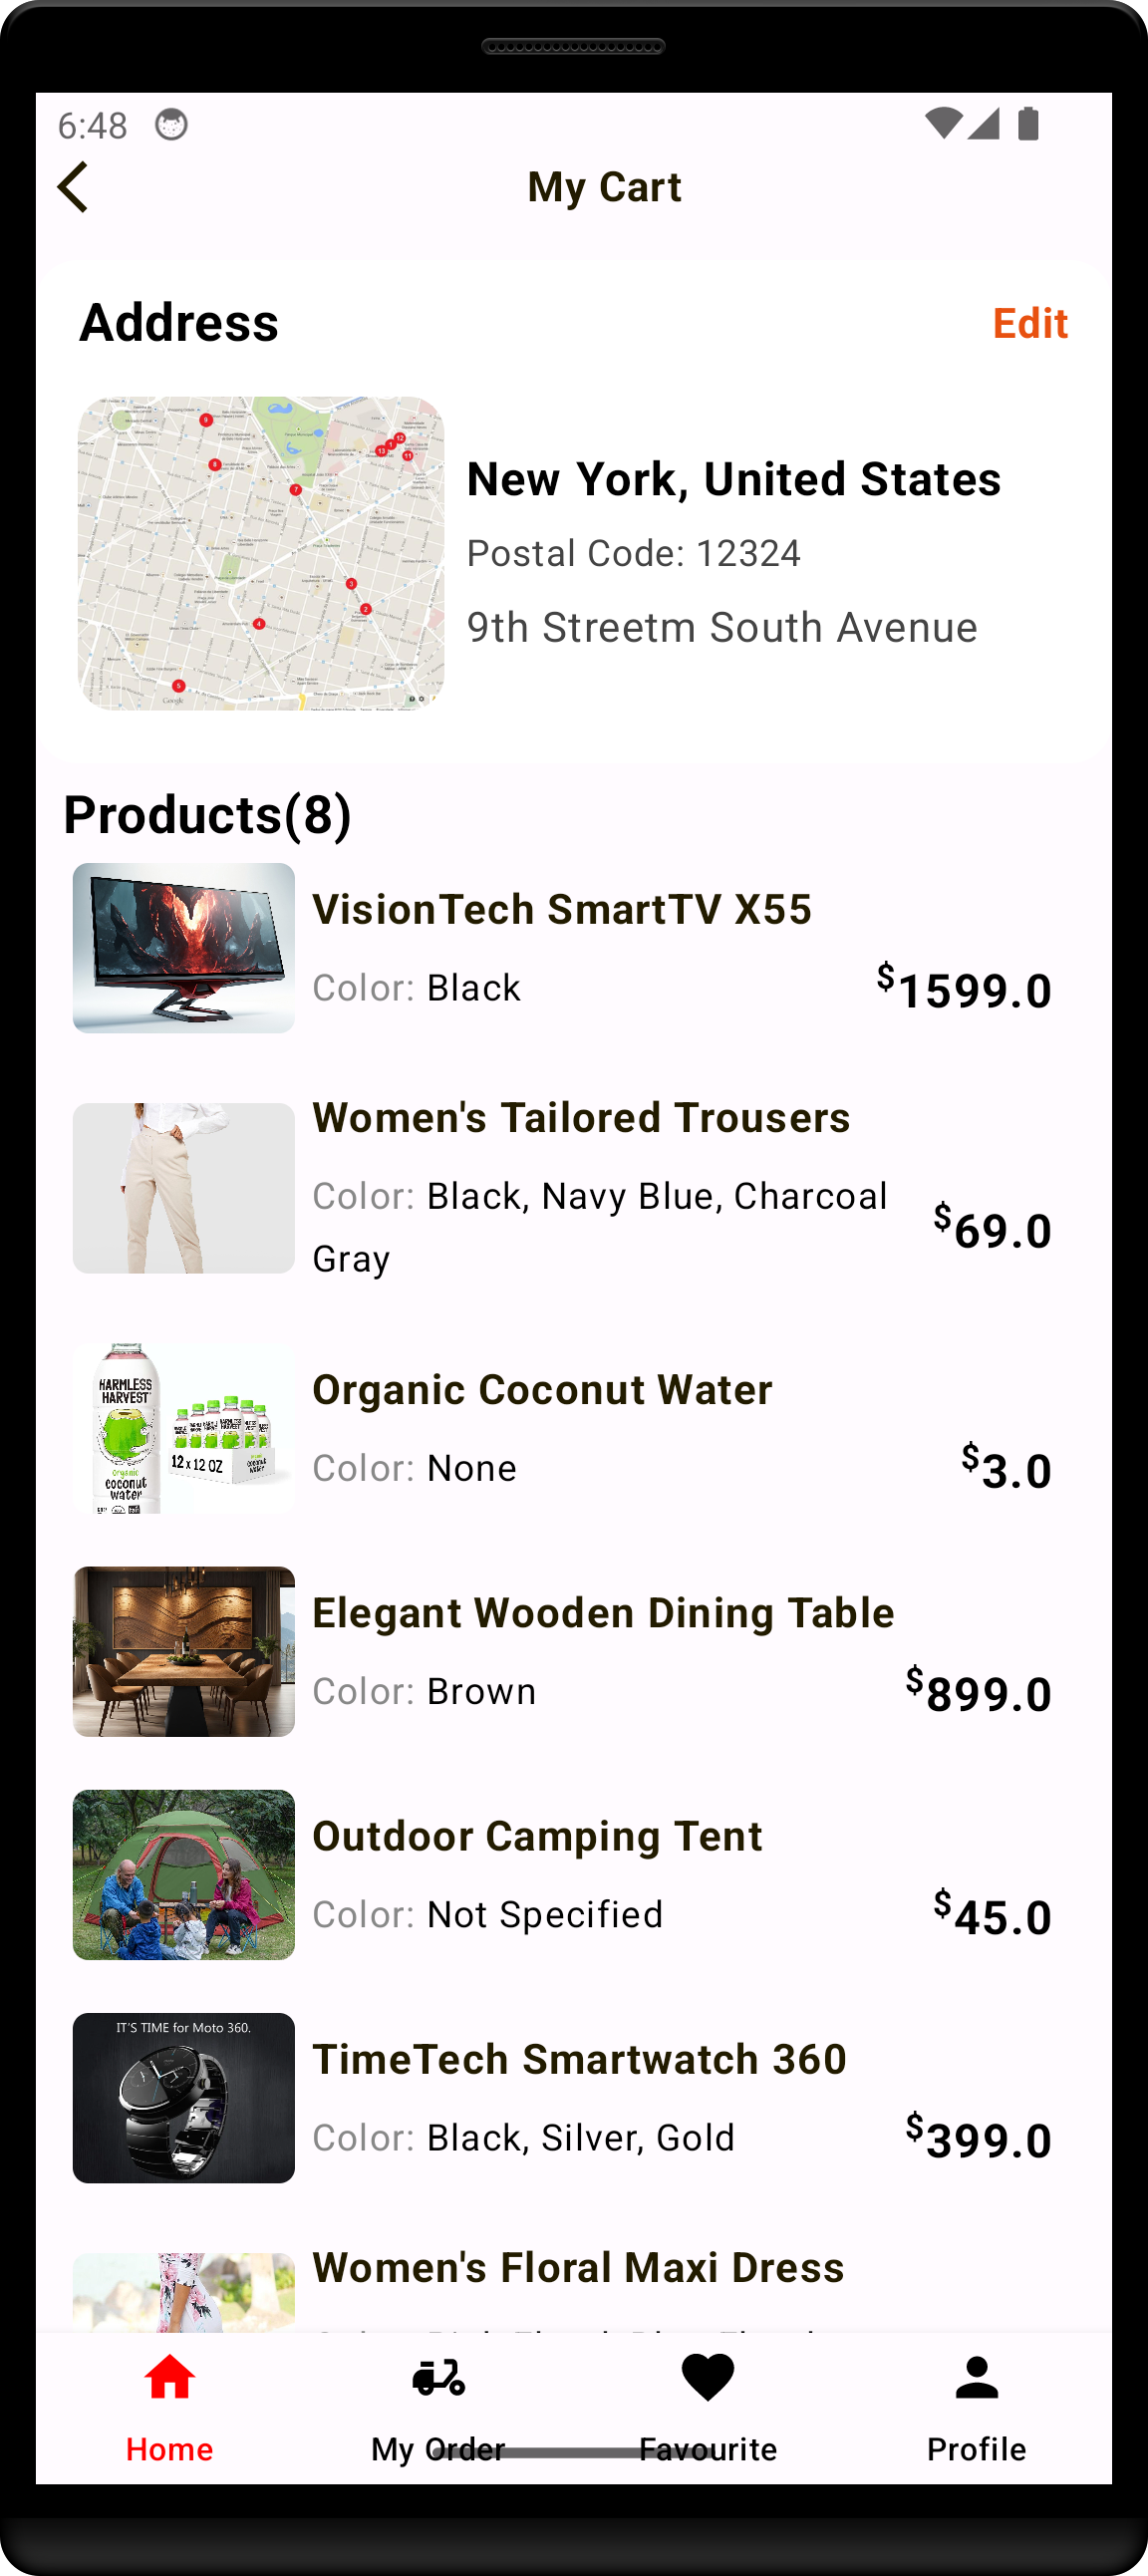 6:48
My Cart
Address
Edit
New York, United States
Postal Code: 12324
9th Streetm South Avenue
Google
Products(8)
VisionTech SmartTV X55
Color: Black
$1599.0
Women's Tailored Trousers
Color: Black, Navy Blue, Charcoal
Gray
$69.0
HARMLESS
HARVEST
organic
coconut
water
12 x 12 OZ
Organic Coconut Water
Color: None
$3.0
Elegant Wooden Dining Table
Color: Brown
$899.0
Outdoor Camping Tent
Color: Not Specified
$45.0
IT'S TIME for Moto 360.
TimeTech Smartwatch 360
Color: Black, Silver, Gold
$399.0
Women's Floral Maxi Dress
Home
My Order
Favourite
Profile